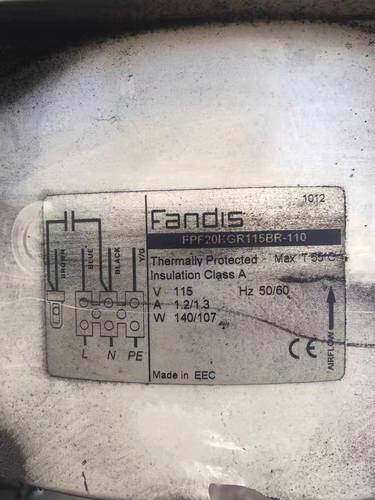 1012
Fandis
FPF20KGR115BR-110
Thermally Protected Max T 55°C
Insulation Class A
V 115 Hz 50/60
A 1.2/1.3
W 140/107
Made in EEC
CE
AIRFLOW
BROWN
BLUE
BLACK
Y/G
L N PE